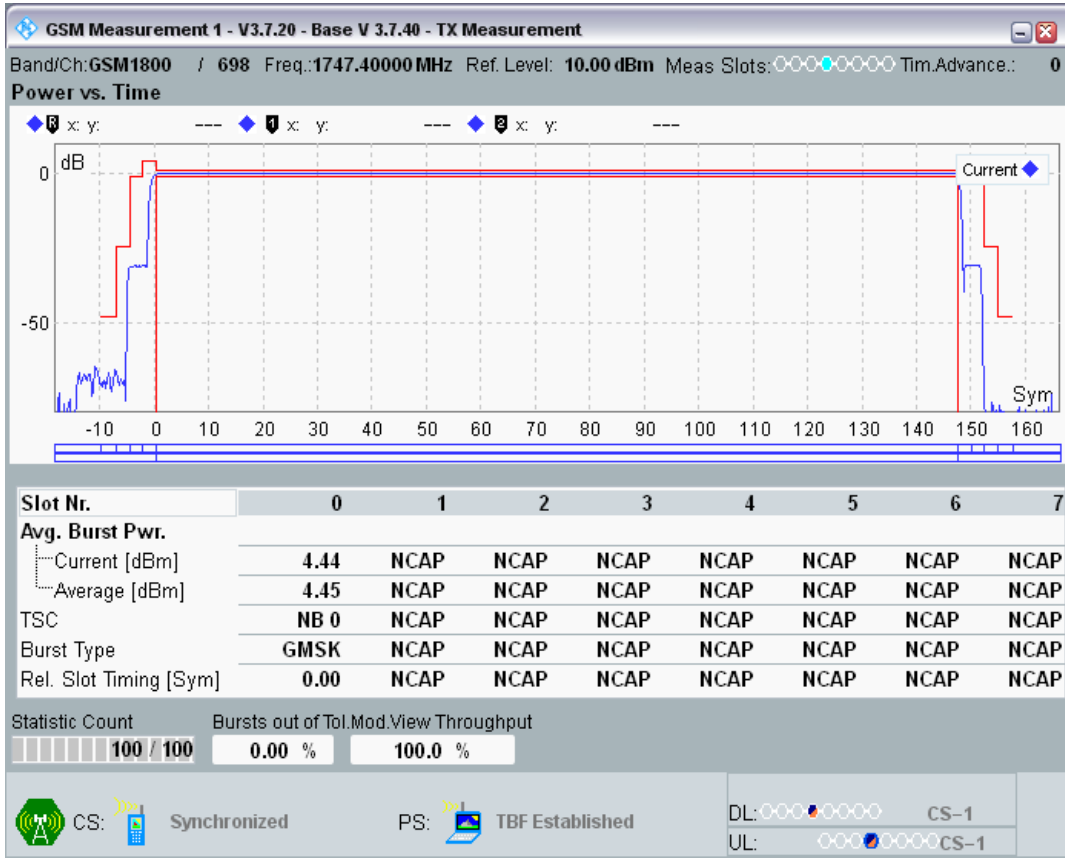 GSM Measurement 1 - V3.7.20 - Base V 3.7.40 - TX Measurement
Band/Ch:GSM1800 / 698 Freq.:1747.40000 MHz Ref. Level: 10.00 dBm Meas Slots: Tim.Advance.: 0
Power vs. Time
R x: y: --- 1 x: y: --- 2 x: y: ---
dB
Current
0
-50
Sym
-10 0 10 20 30 40 50 60 70 80 90 100 110 120 130 140 150 160
Slot Nr. 0 1 2 3 4 5 6 7
Avg. Burst Pwr.
Current [dBm] 4.44 NCAP NCAP NCAP NCAP NCAP NCAP NCAP
Average [dBm] 4.45 NCAP NCAP NCAP NCAP NCAP NCAP NCAP
TSC NB 0 NCAP NCAP NCAP NCAP NCAP NCAP NCAP
Burst Type GMSK NCAP NCAP NCAP NCAP NCAP NCAP NCAP
Rel. Slot Timing [Sym] 0.00 NCAP NCAP NCAP NCAP NCAP NCAP NCAP
Statistic Count Bursts out of Tol. Mod.View Throughput
100 / 100 0.00 % 100.0 %
CS: Synchronized PS: TBF Established DL: CS-1
UL: CS-1